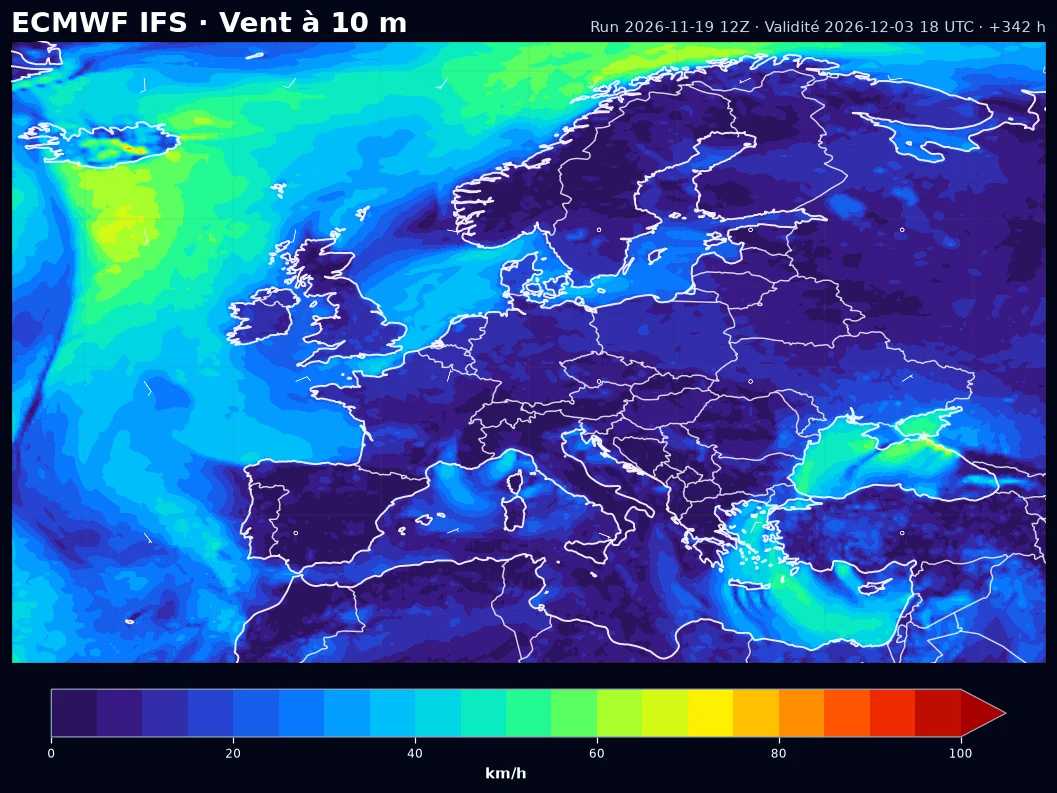 ECMWF IFS · Vent à 10 m
Run 2026-11-19 12Z · Validité 2026-12-03 18 UTC · +342 h
0 20 40 60 80 100
km/h